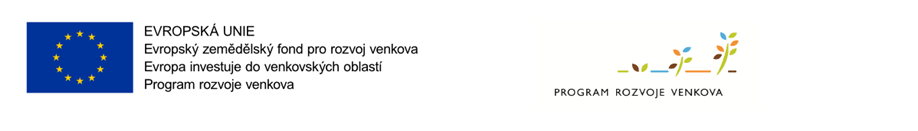 EVROPSKÁ UNIE
Evropský zemědělský fond pro rozvoj venkova
Evropa investuje do venkovských oblastí
Program rozvoje venkova
PROGRAM ROZVOJE VENKOVA